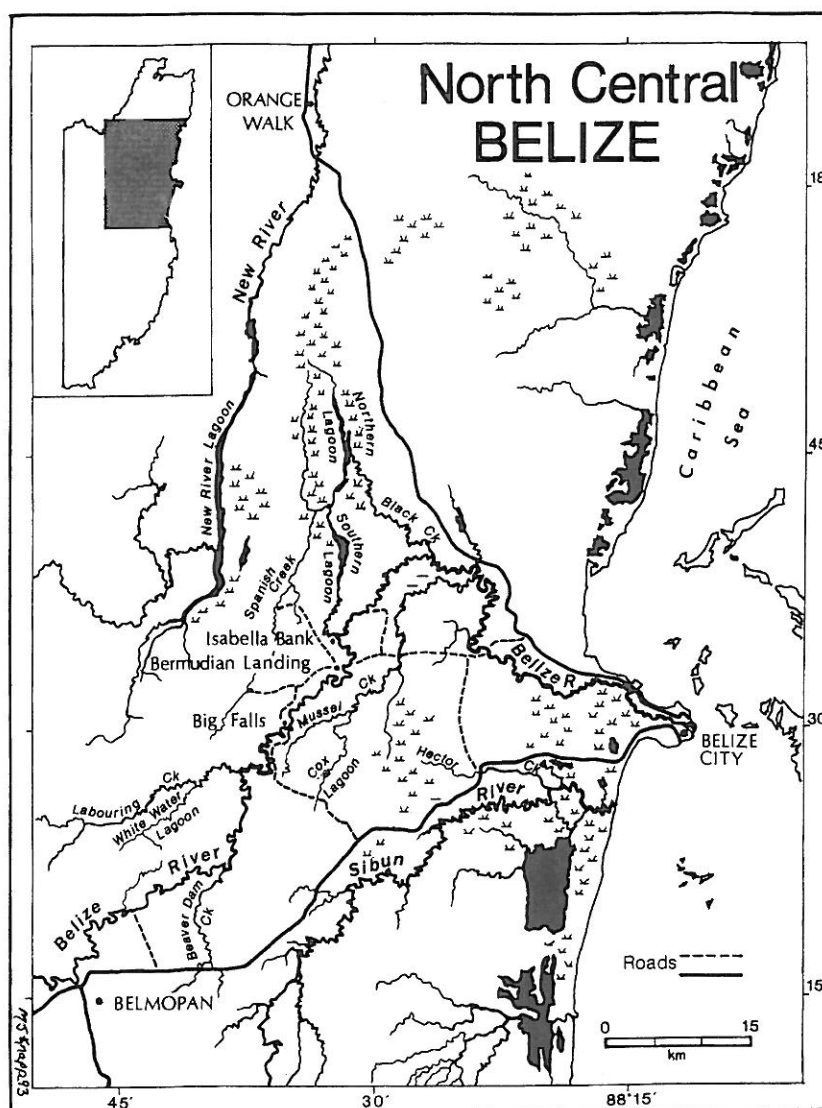 North Central
BELIZE
ORANGE
WALK
18
New River
Caribbean
Sea
Northern
Lagoon
45
New River Lagoon
Black Ck
Southern
Lagoon
Spanish
Creek
Isabella Bank
Bermudian Landing
Belize R
Big Falls
Mussel
Ck
30
BELIZE
CITY
Hector
Ck
Cox
Lagoon
Labouring
Ck
White Water
Lagoon
River
Sibun
Belize
River
Beaver Dam
Ck
Roads
BELMOPAN
15
0
15
km
45'
30'
88°15'